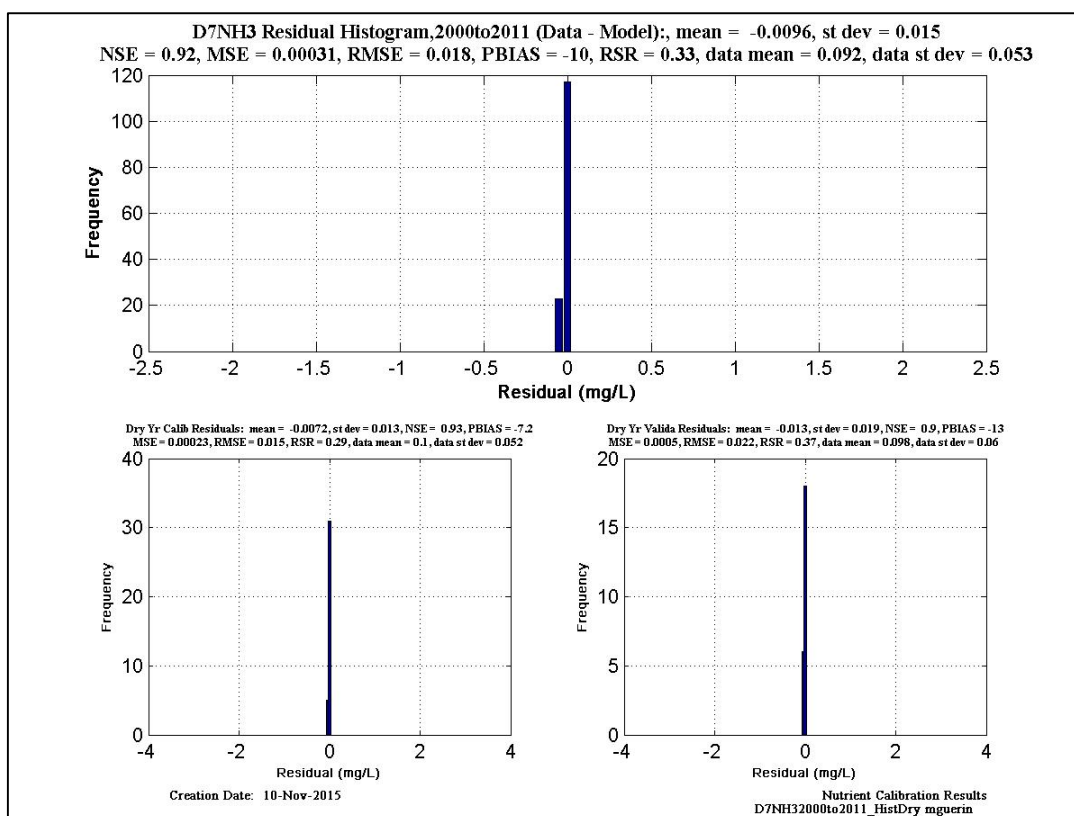 D7NH3 Residual Histogram,2000to2011 (Data - Model):, mean = -0.0096, st dev = 0.015
NSE = 0.92, MSE = 0.00031, RMSE = 0.018, PBIAS = -10, RSR = 0.33, data mean = 0.092, data st dev = 0.053
120
100
80
60
40
20
0
Frequency
-2.5 -2 -1.5 -1 -0.5 0 0.5 1 1.5 2 2.5
Residual (mg/L)
Dry Yr Calib Residuals: mean = -0.0072, st dev = 0.013, NSE = 0.93, PBIAS = -7.2
MSE = 0.00023, RMSE = 0.015, RSR = 0.29, data mean = 0.1, data st dev = 0.052
40
30
20
10
0
Frequency
-4 -2 0 2 4
Residual (mg/L)
Dry Yr Valida Residuals: mean = -0.013, st dev = 0.019, NSE = 0.9, PBIAS = -13
MSE = 0.0005, RMSE = 0.022, RSR = 0.37, data mean = 0.098, data st dev = 0.06
20
15
10
5
0
Frequency
-4 -2 0 2 4
Residual (mg/L)
Creation Date: 10-Nov-2015
Nutrient Calibration Results
D7NH32000to2011_HistDry mguerin